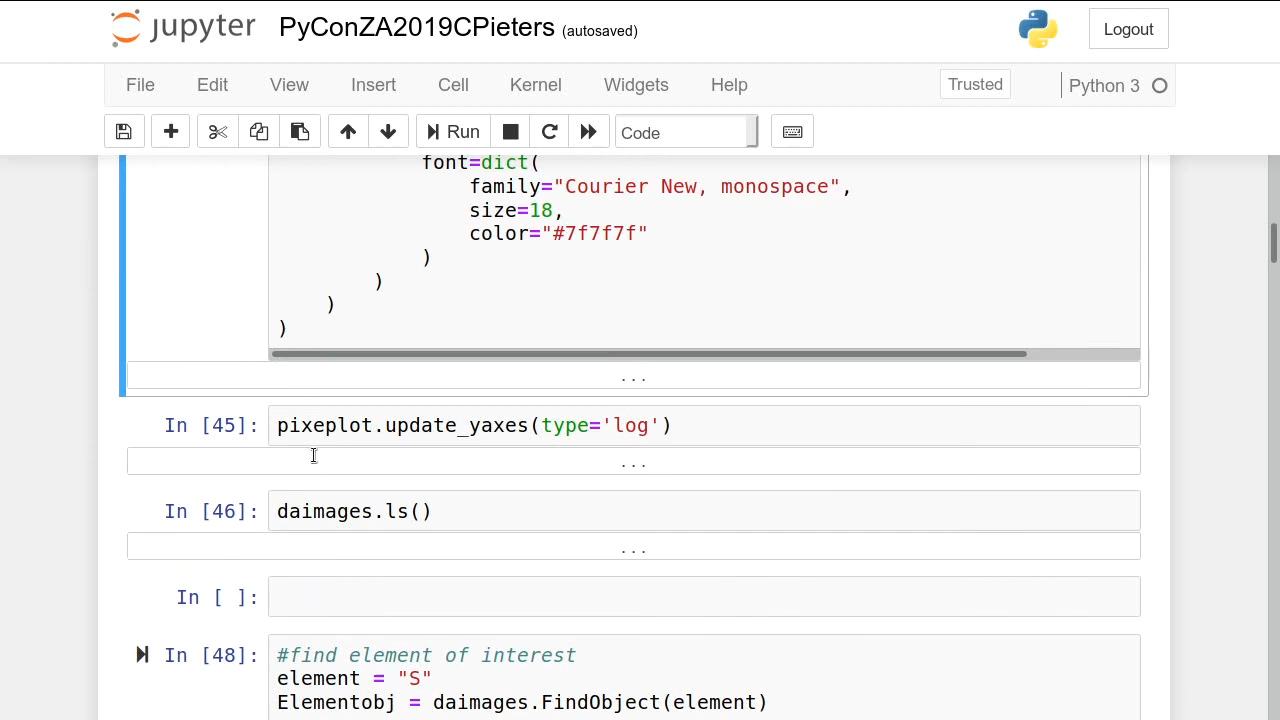 jupyter PyConZA2019CPieters (autosaved) Logout
File Edit View Insert Cell Kernel Widgets Help Trusted Python 3
Run Code
font=dict(
family="Courier New, monospace",
size=18,
color="#7f7f7f"
)
)
)
)
...
In [45]: pixeplot.update_yaxes(type='log')
...
In [46]: daimages.ls()
...
In [ ]:
In [48]: #find element of interest
element = "S"
Elementobj = daimages.FindObject(element)